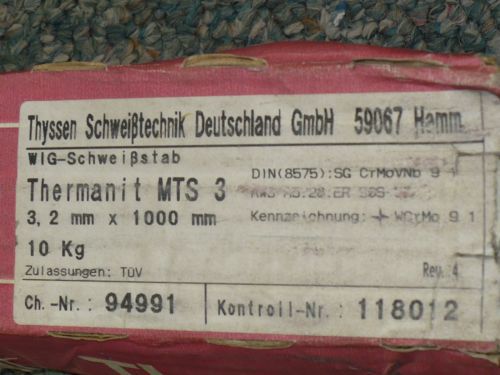 Thyssen Schweißtechnik Deutschland GmbH 59067 Hamm
WIG-Schweißstab
Thermanit MTS 3 DIN(8575):SG CrMoVNb 9 1
3,2 mm x 1000 mm Kennzeichnung: WCrMo 9 1
10 Kg
Zulassungen: TÜV Rev. 4
Ch.-Nr.: 94991 Kontroll-Nr.: 118012